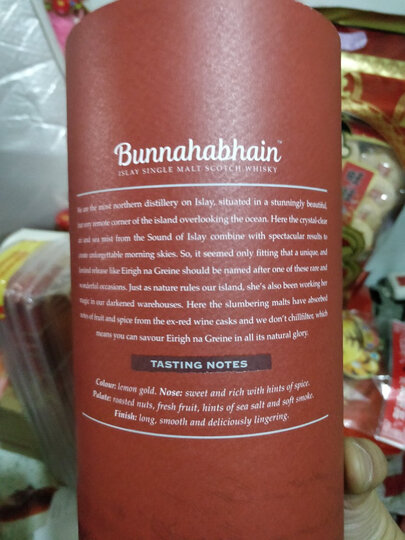 Bunnahabhain™
ISLAY SINGLE MALT SCOTCH WHISKY
We are the most northern distillery on Islay, situated in a stunningly beautiful,
but very remote corner of the island overlooking the ocean. Here the crystal-clear
air and sea mist from the Sound of Islay combine with spectacular results to
create unforgettable morning skies. So, it seemed only fitting that a unique, and
limited release like Eirigh na Greine should be named after one of these rare and
wonderful occasions. Just as nature rules our island, she's also been working her
magic in our darkened warehouses. Here the slumbering malts have absorbed
notes of fruit and spice from the ex-red wine casks and we don't chillfilter, which
means you can savour Eirigh na Greine in all its natural glory.
TASTING NOTES
Colour: lemon gold. Nose: sweet and rich with hints of spice.
Palate: roasted nuts, fresh fruit, hints of sea salt and soft smoke.
Finish: long, smooth and deliciously lingering.